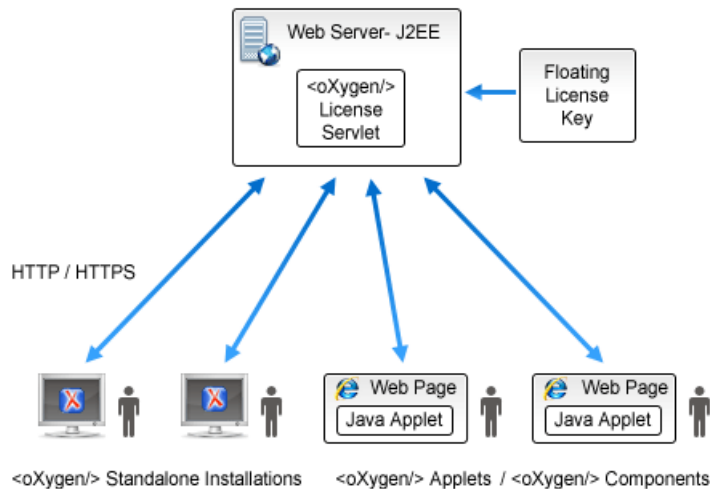 Web Server- J2EE
<oXygen/>
License
Servlet
Floating
License
Key
HTTP / HTTPS
Web Page
Java Applet
Web Page
Java Applet
<oXygen/> Standalone Installations
<oXygen/> Applets / <oXygen/> Components